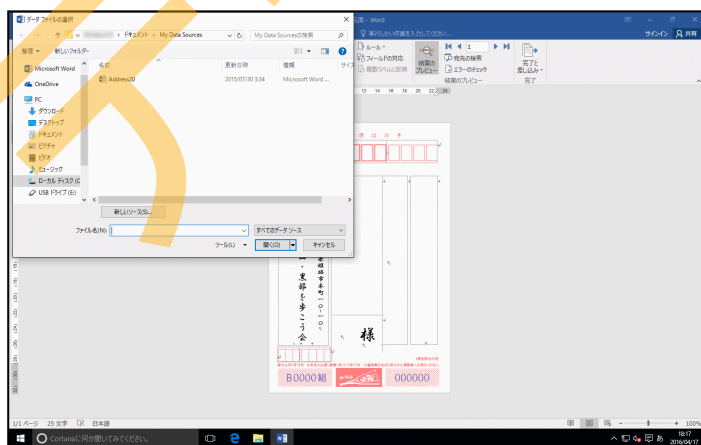 データ ファイルの選択
面 - Word
« ドキュメント › My Data Sources
My Data Sourcesの検索
実行したい作業を入力してください
サインイン
共有
整理
新しいフォルダー
ルール
フィールドの対応
複数ラベルに反映
結果の
プレビュー
1
宛先の検索
エラーのチェック
結果のプレビュー
完了と
差し込み
完了
名前
更新日時
種類
サイズ
Microsoft Word
OneDrive
PC
ダウンロード
デスクトップ
ドキュメント
ピクチャ
ビデオ
ミュージック
ローカル ディスク (C
USB ドライブ (E)
Address20
2015/07/30 3:34
Microsoft Word ...
12 14 16 18 20 22 24
新しいソース(S)...
ファイル名(N):
すべてのデータ ソース
ツール(L)
開く(O)
キャンセル
便はがき
・黒部を歩こう会
様
B0000組
000000
1/1 ページ
25 文字
日本語
100%
Cortanaに何か聞いてみてください。
あ
18:17
2016/04/17